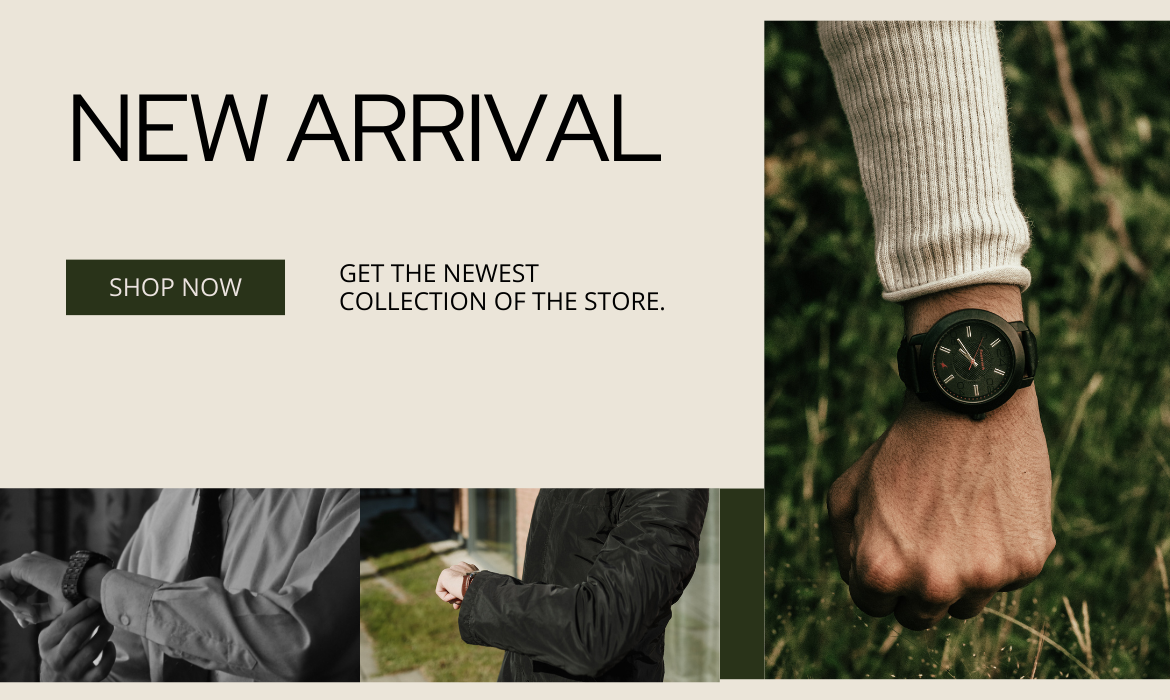 NEW ARRIVAL
SHOP NOW
GET THE NEWEST
COLLECTION OF THE STORE.